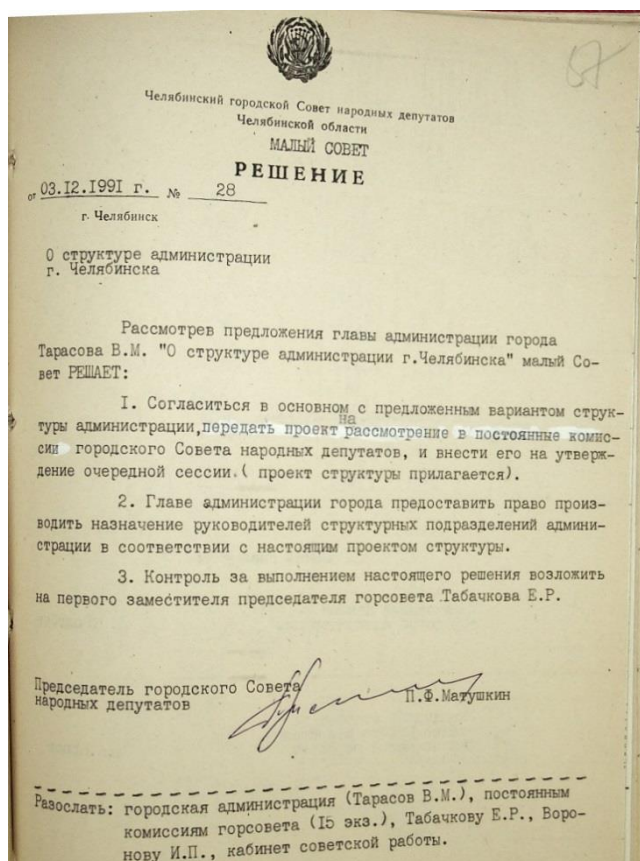 67
Челябинский городской Совет народных депутатов
Челябинской области
МАЛЫЙ СОВЕТ
РЕШЕНИЕ
от 03.12.1991 г. № 28
г. Челябинск
О структуре администрации
г. Челябинска
Рассмотрев предложения главы администрации города
Тарасова В.М. "О структуре администрации г.Челябинска" малый Со-
вет РЕШАЕТ:
1. Согласиться в основном с предложенным вариантом струк-
туры администрации, передать проект на рассмотрение в постоянные комис-
сии городского Совета народных депутатов, и внести его на утверж-
дение очередной сессии.( проект структуры прилагается).
2. Главе администрации города предоставить право произ-
водить назначение руководителей структурных подразделений админи-
страции в соответствии с настоящим проектом структуры.
3. Контроль за выполнением настоящего решения возложить
на первого заместителя председателя горсовета Табачкова Е.Р.
Председатель городского Совета
народных депутатов П.Ф.Матушкин
Разослать: городская администрация (Тарасов В.М.), постоянным
комиссиям горсовета (15 экз.), Табачкову Е.Р., Воро-
нову И.П., кабинет советской работы.